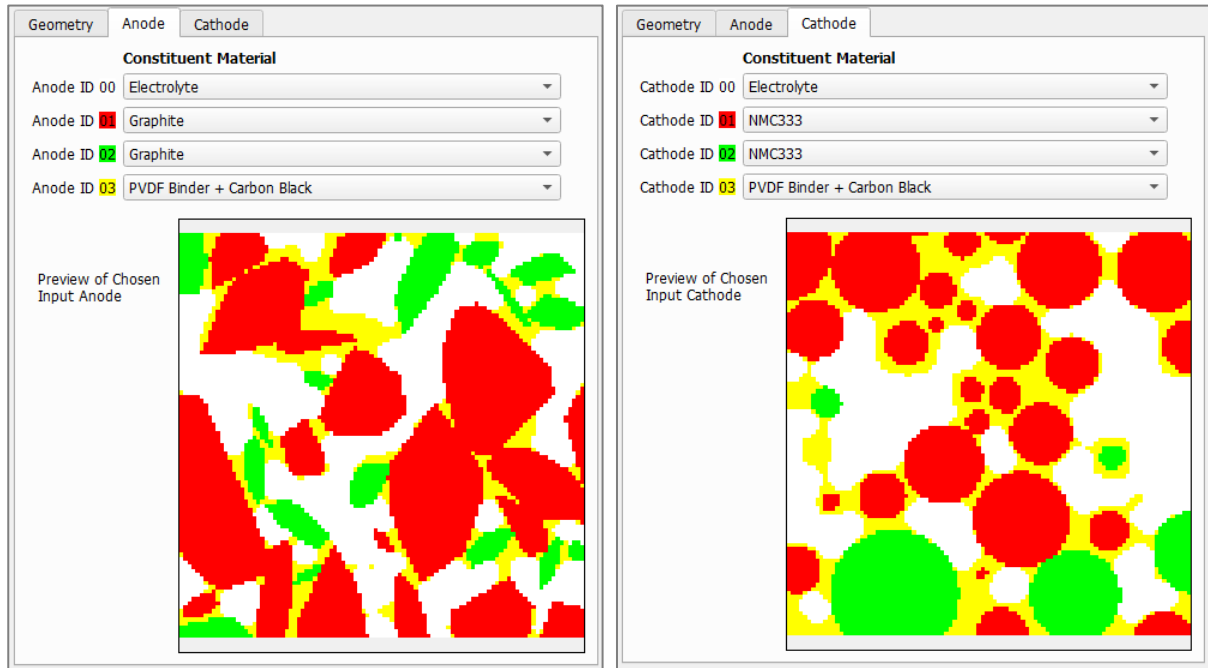 Geometry Anode Cathode
Constituent Material
Anode ID 00 Electrolyte
Anode ID 01 Graphite
Anode ID 02 Graphite
Anode ID 03 PVDF Binder + Carbon Black
Preview of Chosen
Input Anode
Geometry Anode Cathode
Constituent Material
Cathode ID 00 Electrolyte
Cathode ID 01 NMC333
Cathode ID 02 NMC333
Cathode ID 03 PVDF Binder + Carbon Black
Preview of Chosen
Input Cathode